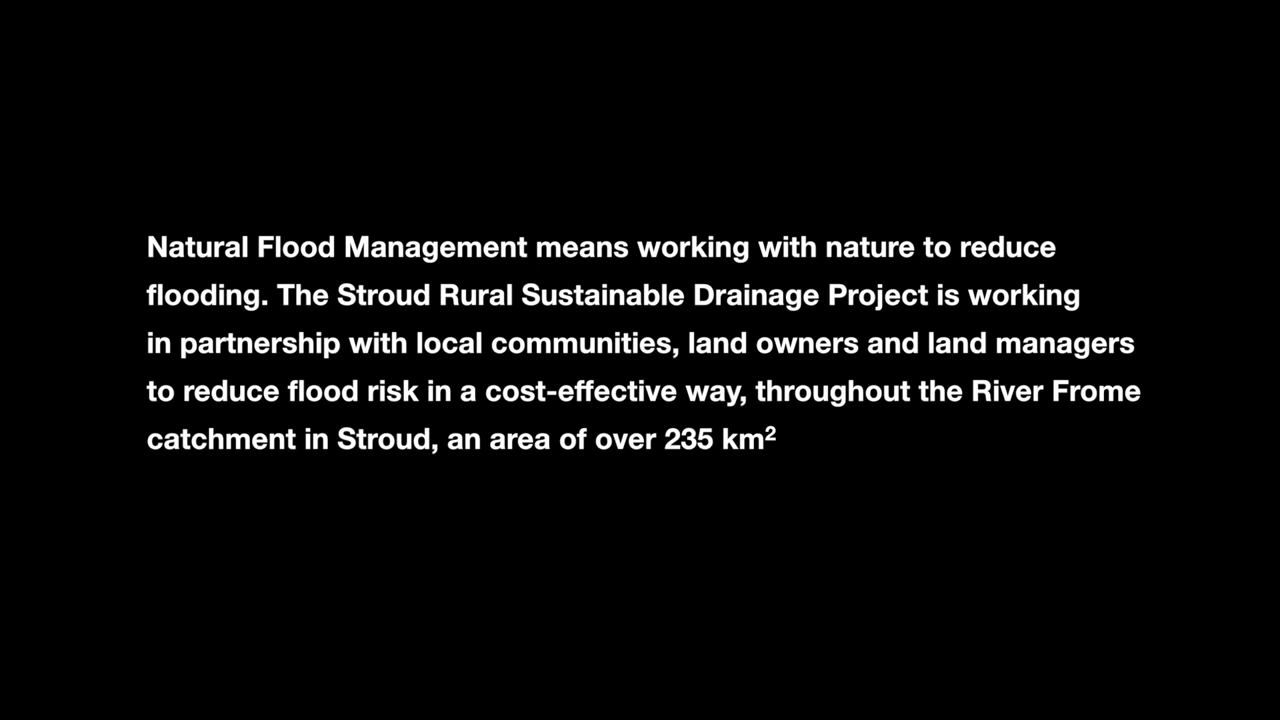 Natural Flood Management means working with nature to reduce
flooding. The Stroud Rural Sustainable Drainage Project is working
in partnership with local communities, land owners and land managers
to reduce flood risk in a cost-effective way, throughout the River Frome
catchment in Stroud, an area of over 235 km²